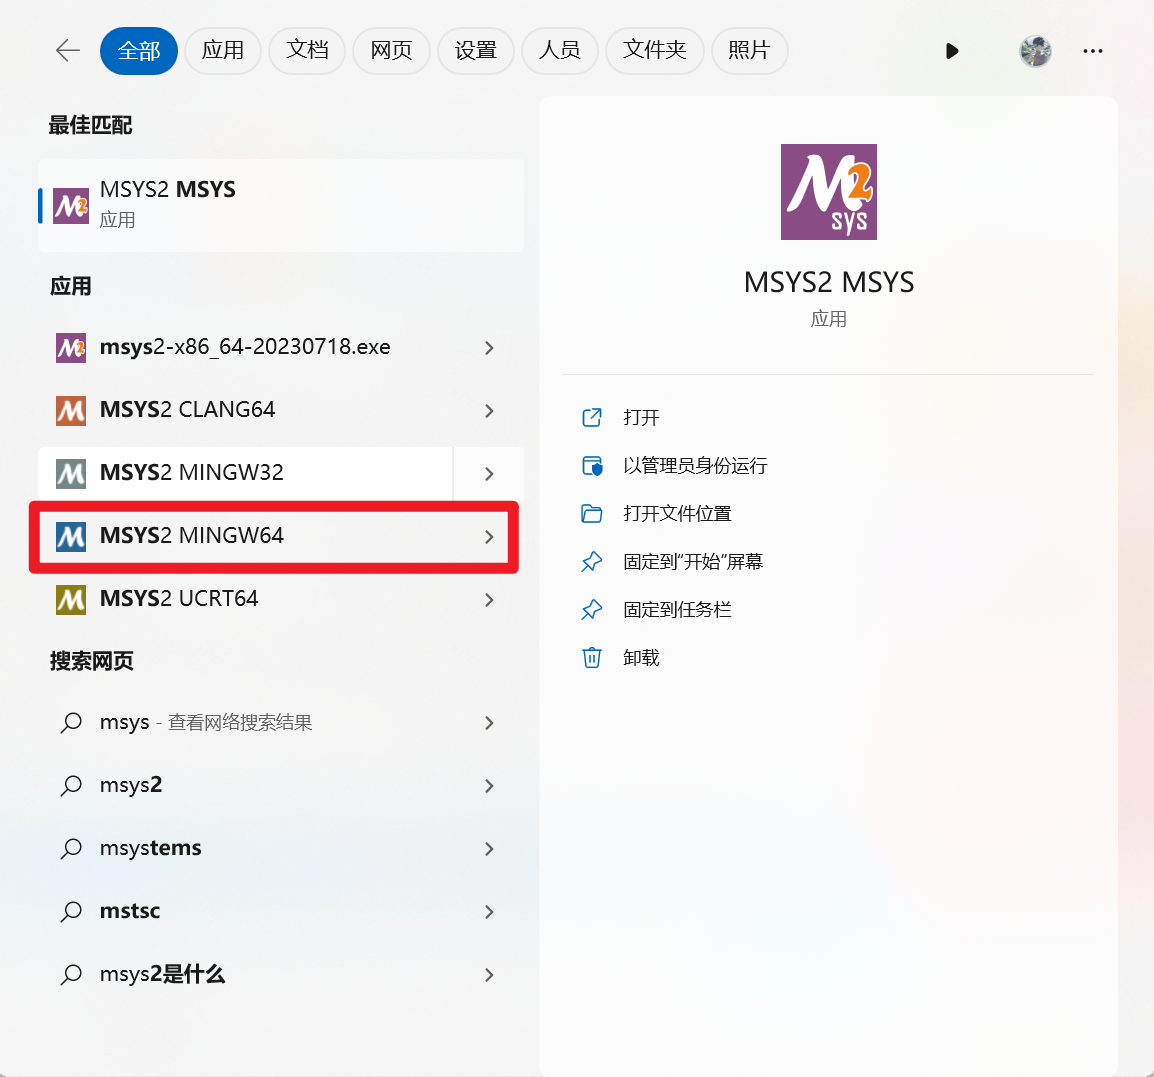 全部 应用 文档 网页 设置 人员 文件夹 照片
最佳匹配
MSYS2 MSYS
应用
应用
msys2-x86_64-20230718.exe
MSYS2 CLANG64
MSYS2 MINGW32
MSYS2 MINGW64
MSYS2 UCRT64
搜索网页
msys - 查看网络搜索结果
msys2
msystems
mstsc
msys2是什么
M2
sys
MSYS2 MSYS
应用
打开
以管理员身份运行
打开文件位置
固定到“开始”屏幕
固定到任务栏
卸载